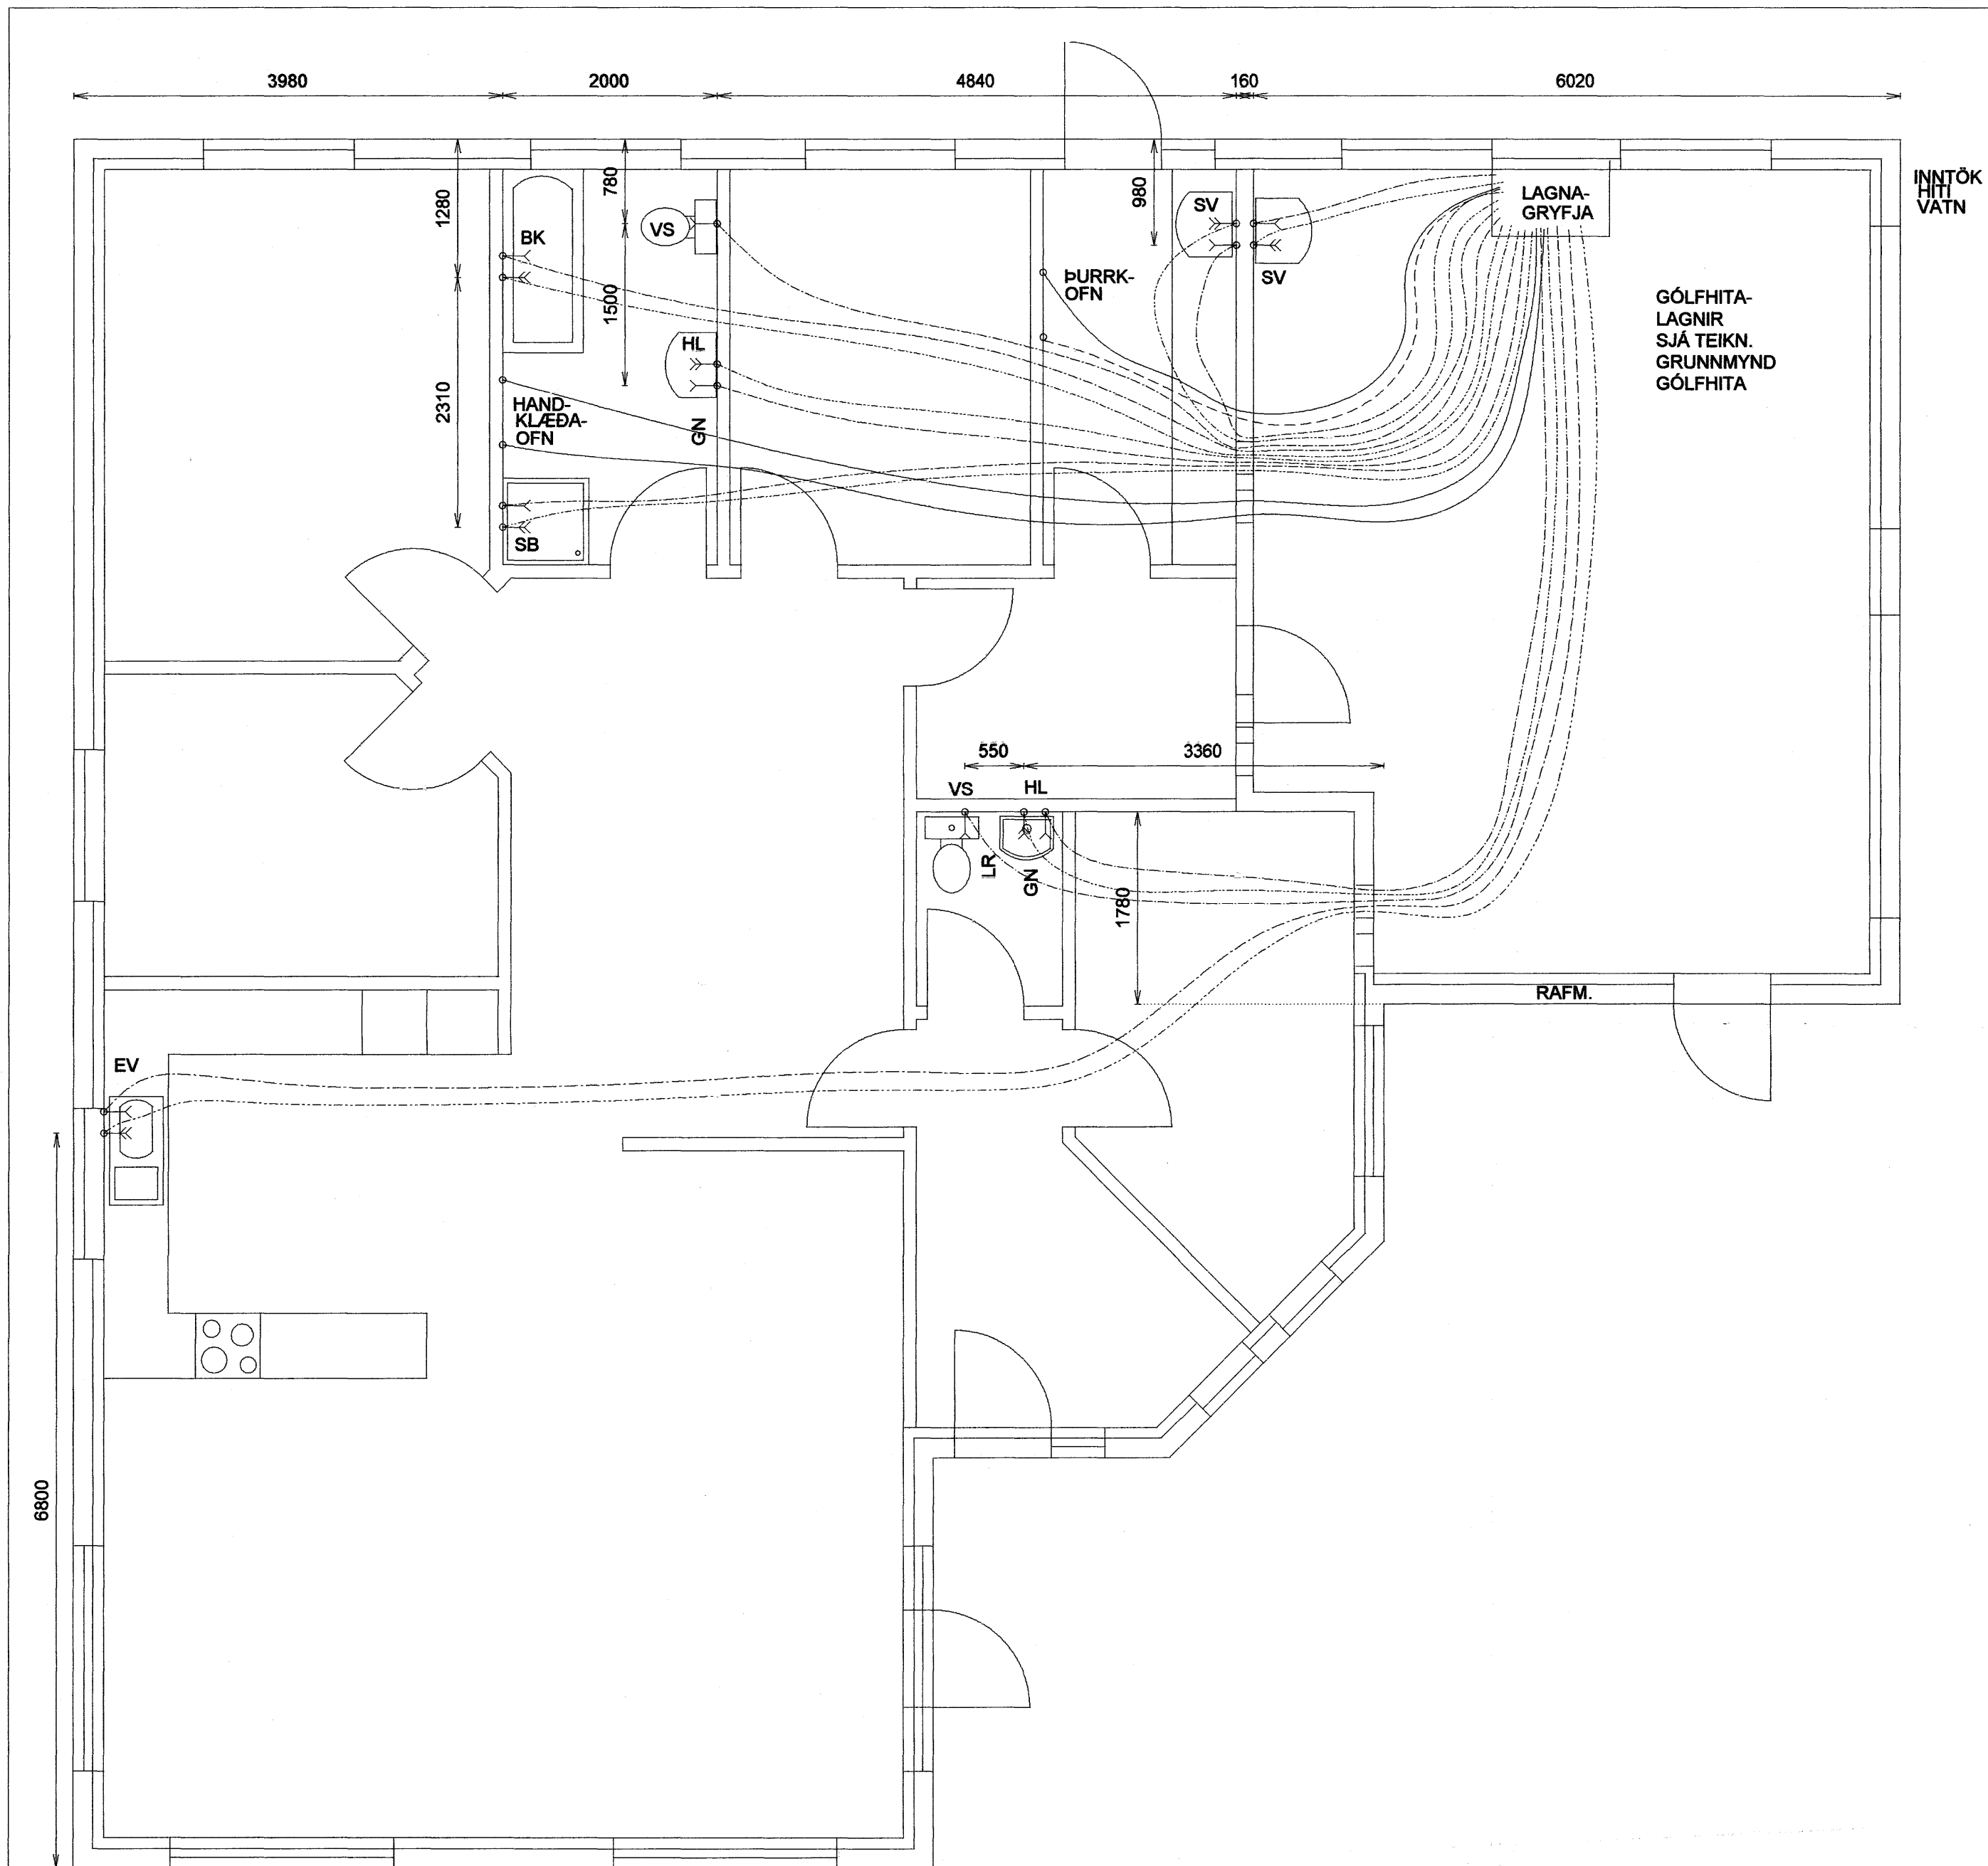 3980
2000
4840
160
6020
1280
780
980
INNTÖK
HITI
VATN
LAGNA-
GRYFJA
SV
SV
BK
VS
ÞURRK-
OFN
1500
GÓLFHITA-
LAGNIR
SJÁ TEIKN.
GRUNNMYND
GÓLFHITA
HL
2310
HAND-
KLÆÐA-
OFN
GN
SB
550
3360
VS
HL
LR
GN
1780
RAFM.
EV
6800